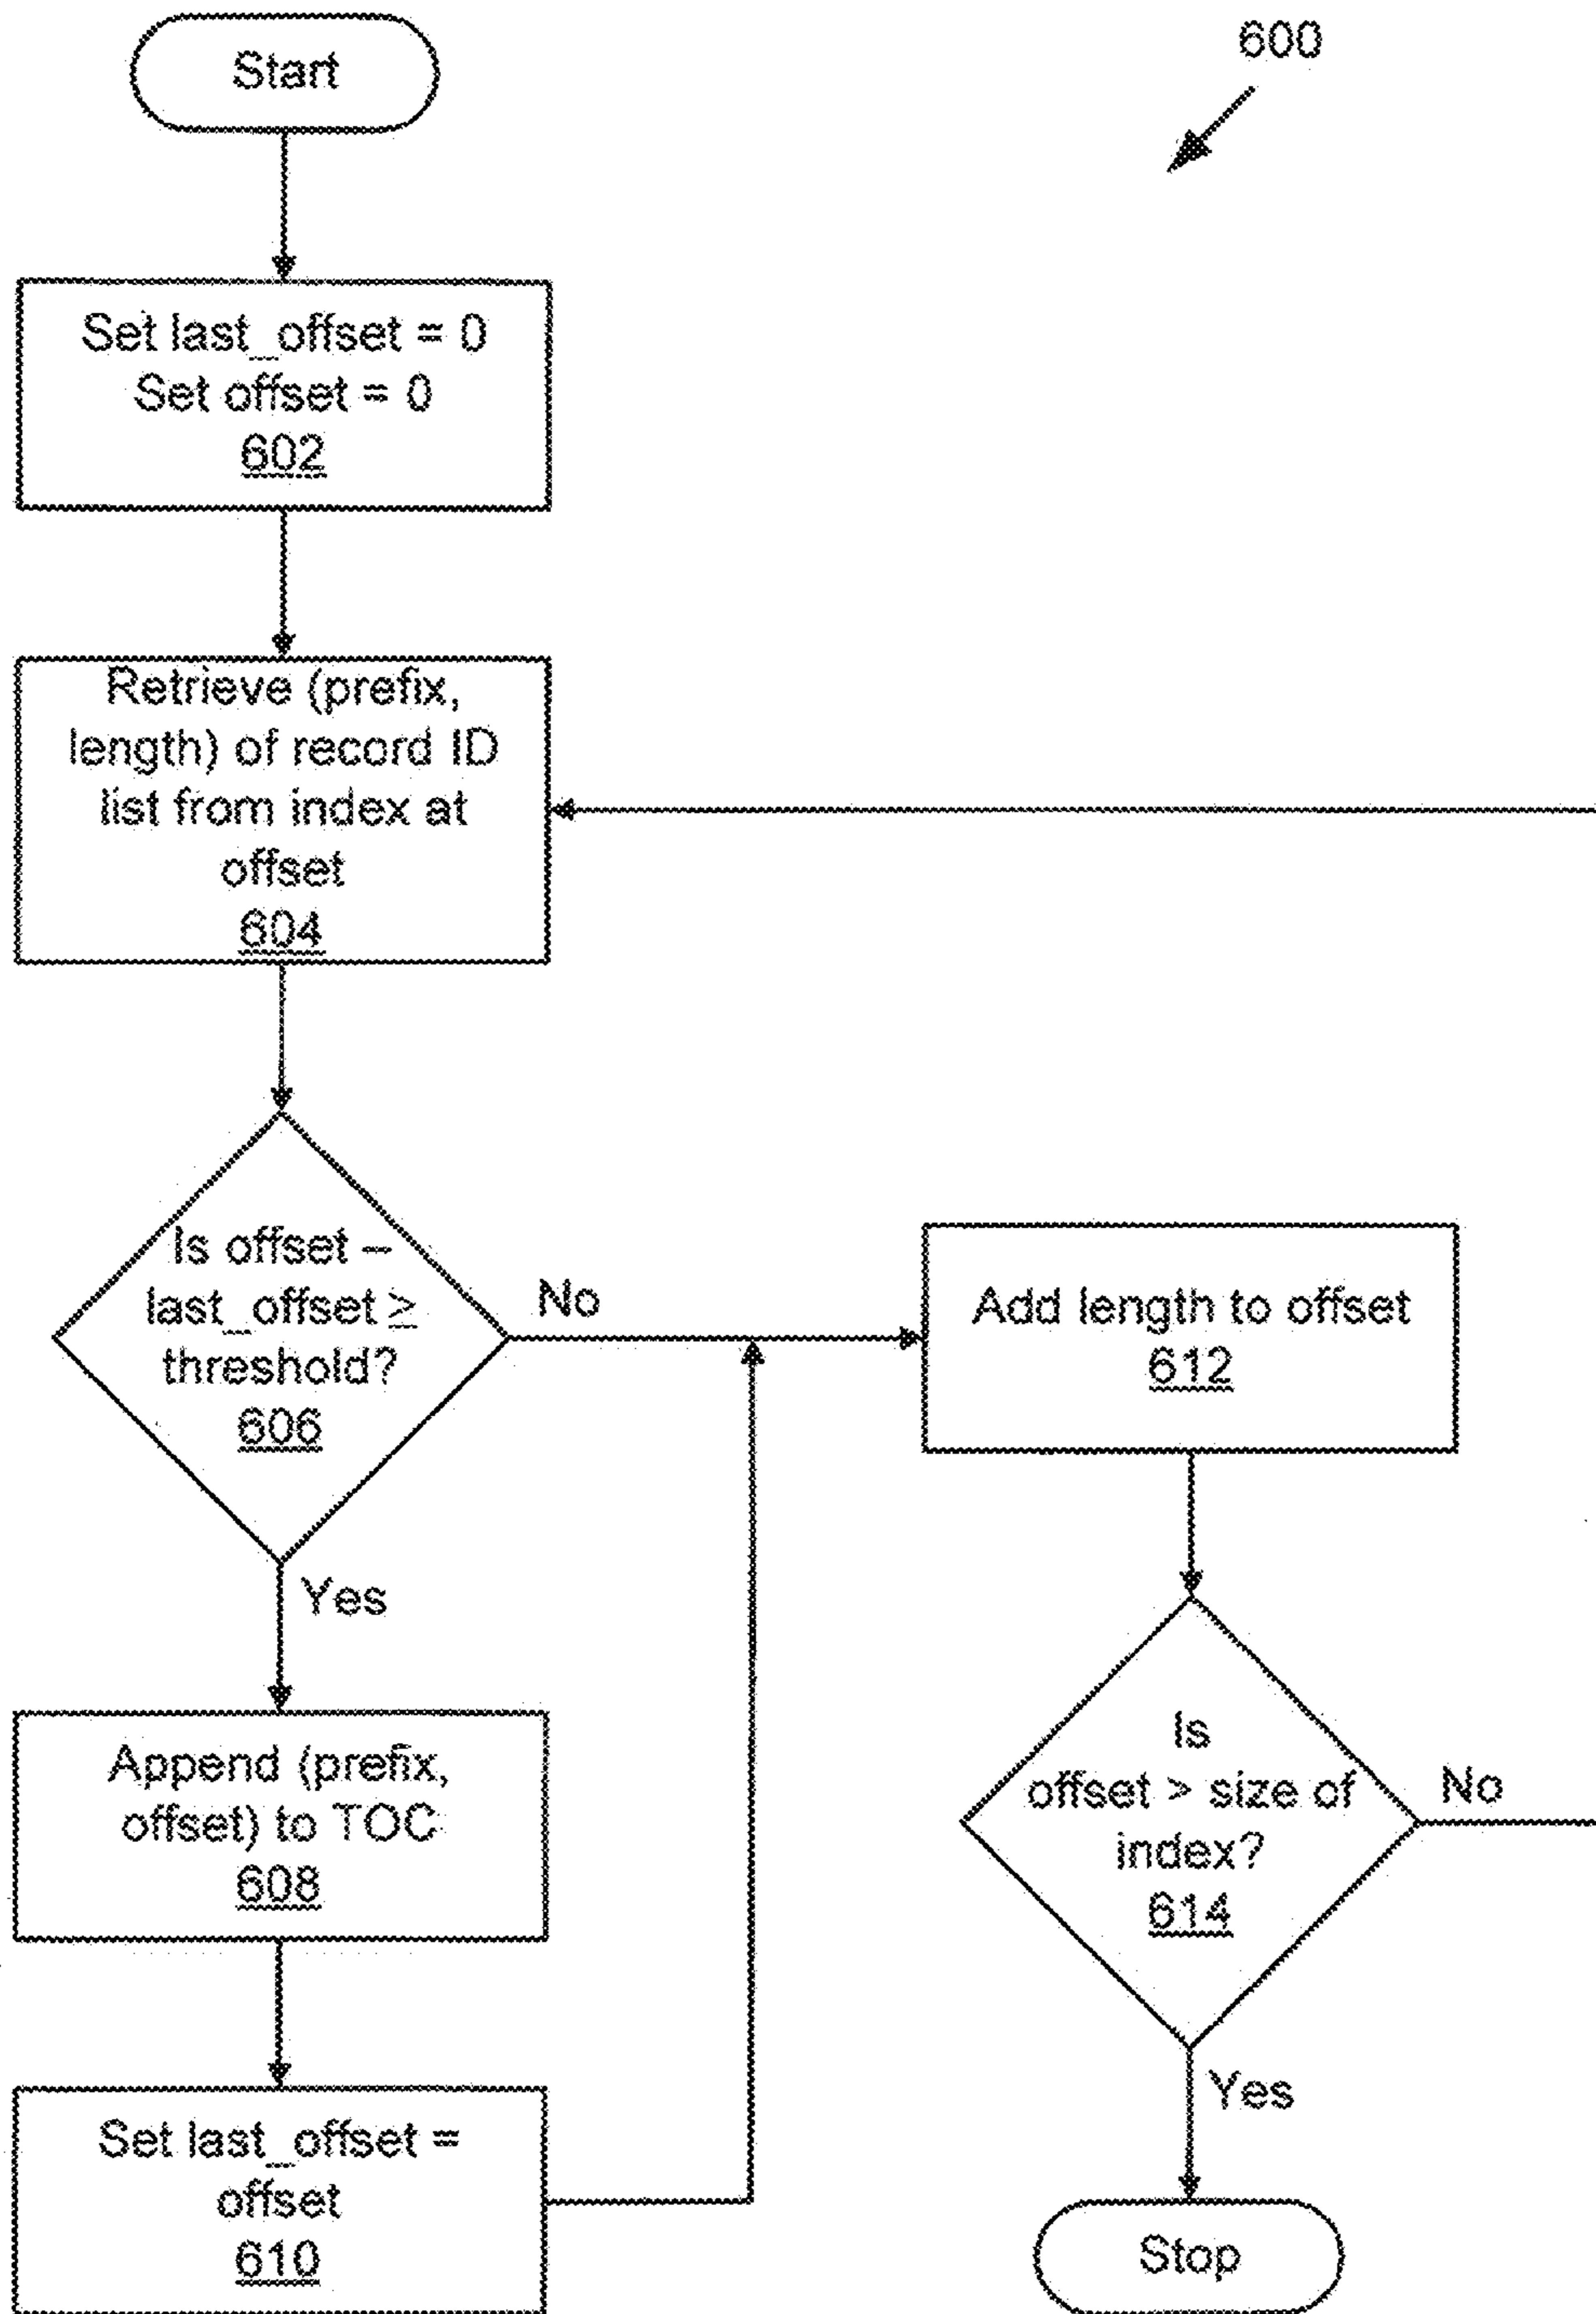 Start
600
Set last_offset = 0
Set offset = 0
602
Retrieve (prefix,
length) of record ID
list from index at
offset
604
Is offset –
last_offset ≥
threshold?
606
No
Yes
Append (prefix,
offset) to TOC
608
Set last_offset =
offset
610
Add length to offset
612
Is
offset > size of
index?
614
No
Yes
Stop